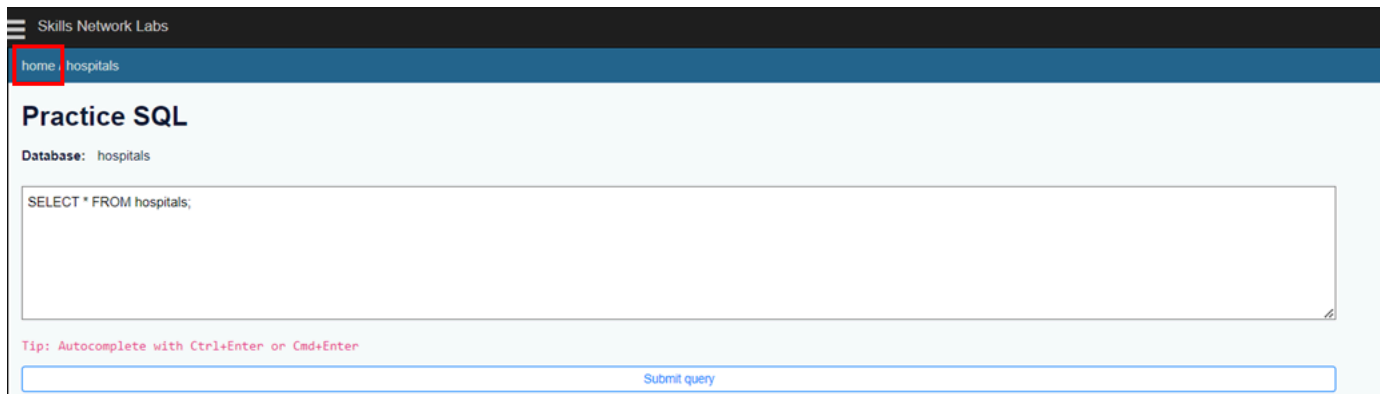 Skills Network Labs
home / hospitals
Practice SQL
Database: hospitals
SELECT * FROM hospitals;
Tip: Autocomplete with Ctrl+Enter or Cmd+Enter
Submit query